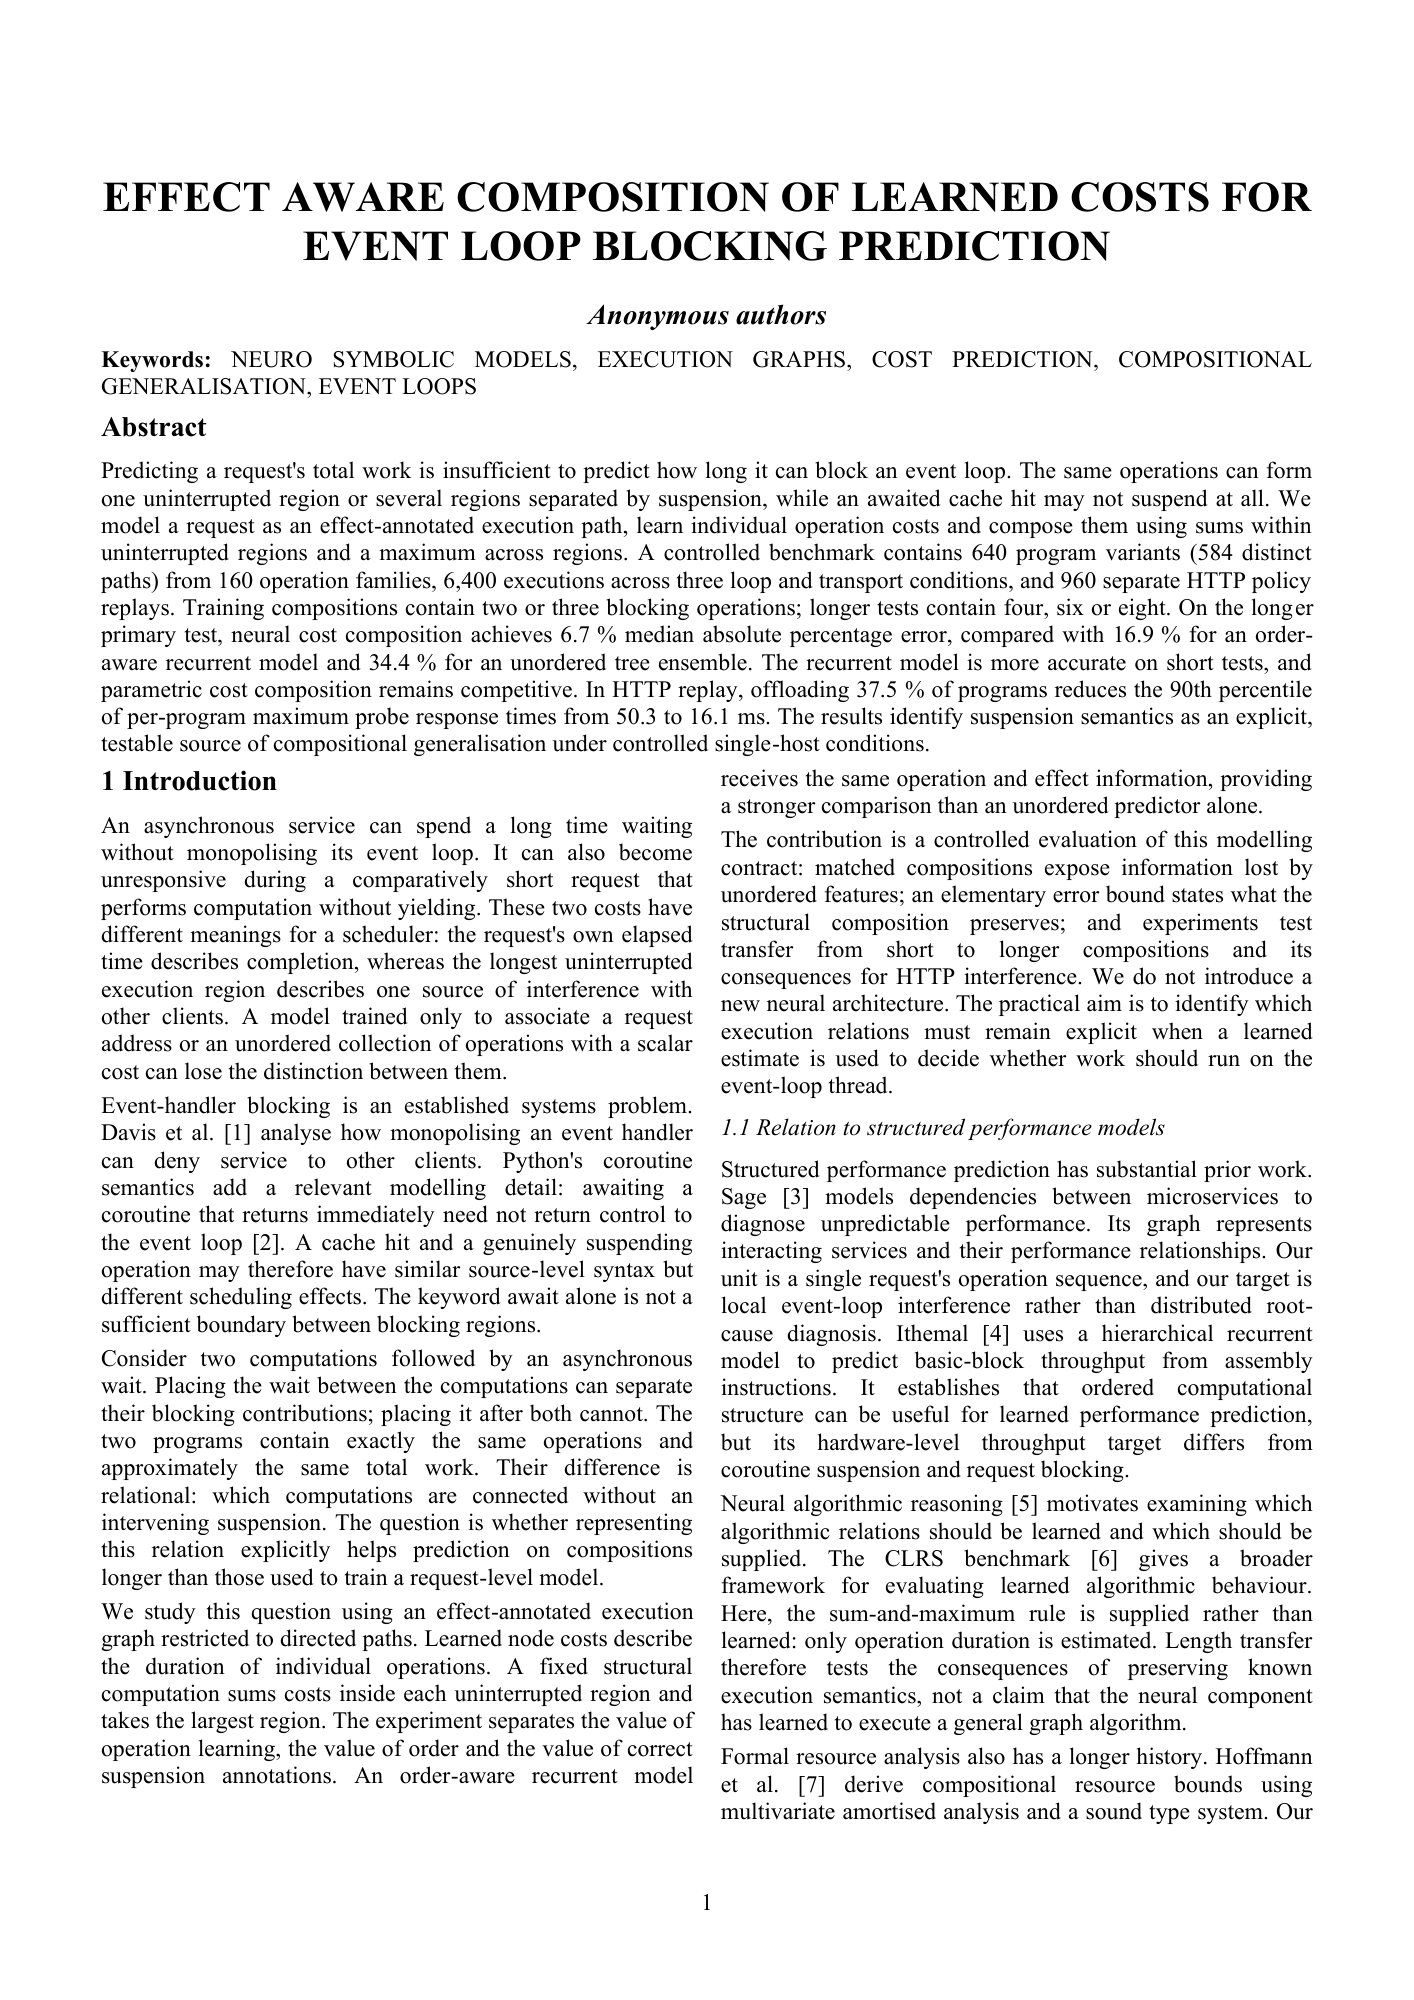 EFFECT AWARE COMPOSITION OF LEARNED COSTS FOR
EVENT LOOP BLOCKING PREDICTION
Anonymous authors
Keywords: NEURO SYMBOLIC MODELS, EXECUTION GRAPHS, COST PREDICTION, COMPOSITIONAL
GENERALISATION, EVENT LOOPS
Abstract
Predicting a request's total work is insufficient to predict how long it can block an event loop. The same operations can form
one uninterrupted region or several regions separated by suspension, while an awaited cache hit may not suspend at all. We
model a request as an effect-annotated execution path, learn individual operation costs and compose them using sums within
uninterrupted regions and a maximum across regions. A controlled benchmark contains 640 program variants (584 distinct
paths) from 160 operation families, 6,400 executions across three loop and transport conditions, and 960 separate HTTP policy
replays. Training compositions contain two or three blocking operations; longer tests contain four, six or eight. On the longer
primary test, neural cost composition achieves 6.7 % median absolute percentage error, compared with 16.9 % for an order-
aware recurrent model and 34.4 % for an unordered tree ensemble. The recurrent model is more accurate on short tests, and
parametric cost composition remains competitive. In HTTP replay, offloading 37.5 % of programs reduces the 90th percentile
of per-program maximum probe response times from 50.3 to 16.1 ms. The results identify suspension semantics as an explicit,
testable source of compositional generalisation under controlled single-host conditions.
1 Introduction
An asynchronous service can spend a long time waiting
without monopolising its event loop. It can also become
unresponsive during a comparatively short request that
performs computation without yielding. These two costs have
different meanings for a scheduler: the request's own elapsed
time describes completion, whereas the longest uninterrupted
execution region describes one source of interference with
other clients. A model trained only to associate a request
address or an unordered collection of operations with a scalar
cost can lose the distinction between them.
Event-handler blocking is an established systems problem.
Davis et al. [1] analyse how monopolising an event handler
can deny service to other clients. Python's coroutine
semantics add a relevant modelling detail: awaiting a
coroutine that returns immediately need not return control to
the event loop [2]. A cache hit and a genuinely suspending
operation may therefore have similar source-level syntax but
different scheduling effects. The keyword await alone is not a
sufficient boundary between blocking regions.
Consider two computations followed by an asynchronous
wait. Placing the wait between the computations can separate
their blocking contributions; placing it after both cannot. The
two programs contain exactly the same operations and
approximately the same total work. Their difference is
relational: which computations are connected without an
intervening suspension. The question is whether representing
this relation explicitly helps prediction on compositions
longer than those used to train a request-level model.
We study this question using an effect-annotated execution
graph restricted to directed paths. Learned node costs describe
the duration of individual operations. A fixed structural
computation sums costs inside each uninterrupted region and
takes the largest region. The experiment separates the value of
operation learning, the value of order and the value of correct
suspension annotations. An order-aware recurrent model
receives the same operation and effect information, providing
a stronger comparison than an unordered predictor alone.
The contribution is a controlled evaluation of this modelling
contract: matched compositions expose information lost by
unordered features; an elementary error bound states what the
structural composition preserves; and experiments test
transfer from short to longer compositions and its
consequences for HTTP interference. We do not introduce a
new neural architecture. The practical aim is to identify which
execution relations must remain explicit when a learned
estimate is used to decide whether work should run on the
event-loop thread.
1.1 Relation to structured performance models
Structured performance prediction has substantial prior work.
Sage [3] models dependencies between microservices to
diagnose unpredictable performance. Its graph represents
interacting services and their performance relationships. Our
unit is a single request's operation sequence, and our target is
local event-loop interference rather than distributed root-
cause diagnosis. Ithemal [4] uses a hierarchical recurrent
model to predict basic-block throughput from assembly
instructions. It establishes that ordered computational
structure can be useful for learned performance prediction,
but its hardware-level throughput target differs from
coroutine suspension and request blocking.
Neural algorithmic reasoning [5] motivates examining which
algorithmic relations should be learned and which should be
supplied. The CLRS benchmark [6] gives a broader
framework for evaluating learned algorithmic behaviour.
Here, the sum-and-maximum rule is supplied rather than
learned: only operation duration is estimated. Length transfer
therefore tests the consequences of preserving known
execution semantics, not a claim that the neural component
has learned to execute a general graph algorithm.
Formal resource analysis also has a longer history. Hoffmann
et al. [7] derive compositional resource bounds using
multivariate amortised analysis and a sound type system. Our
1